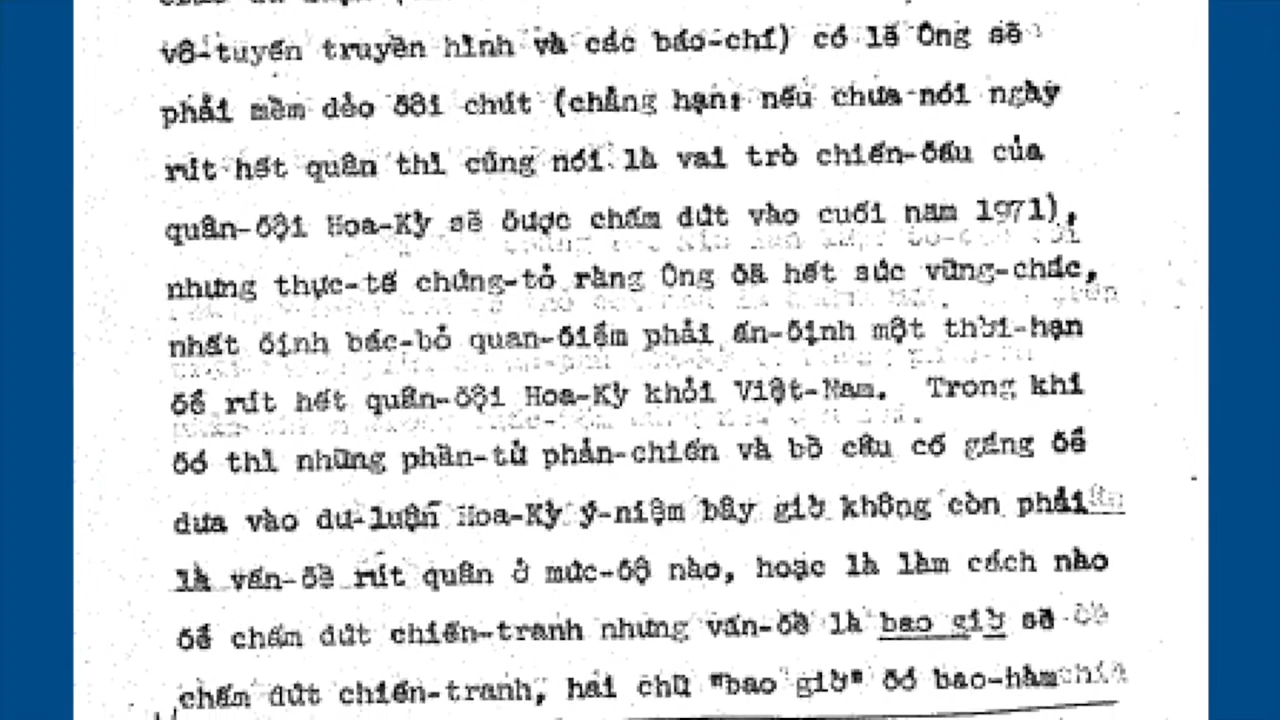 vô-tuyến truyền hình và các báo-chí) có lẽ Ông sẽ
phải mềm dẻo đôi chút (chẳng hạn: nếu chưa nói ngày
rút hết quân thì cũng nói là vai trò chiến-đấu của
quân-đội Hoa-Kỳ sẽ được chấm dứt vào cuối năm 1971),
nhưng thực-tế chứng-tỏ rằng Ông đã hết sức vững-chắc,
nhất định bác-bỏ quan-điểm phải ấn-định một thời-hạn
để rút hết quân-đội Hoa-Kỳ khỏi Việt-Nam. Trong khi
đó thì những phần-tử phản-chiến và bồ câu cố gắng để
đưa vào dư-luận Hoa-Kỳ ý-niệm bây giờ không còn phải
là vấn-đề rút quân ở mức-độ nào, hoặc là làm cách nào
để chấm dứt chiến-tranh nhưng vấn-đề là bao giờ sẽ
chấm dứt chiến-tranh, hai chữ "bao giờ" đó bao-hàm